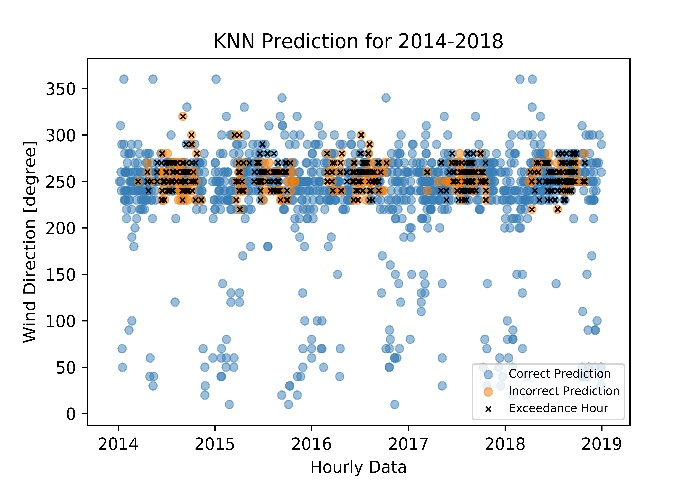 KNN Prediction for 2014-2018
Wind Direction [degree]
350
300
250
200
150
100
50
0
Correct Prediction
Incorrect Prediction
Exceedance Hour
2014 2015 2016 2017 2018 2019
Hourly Data